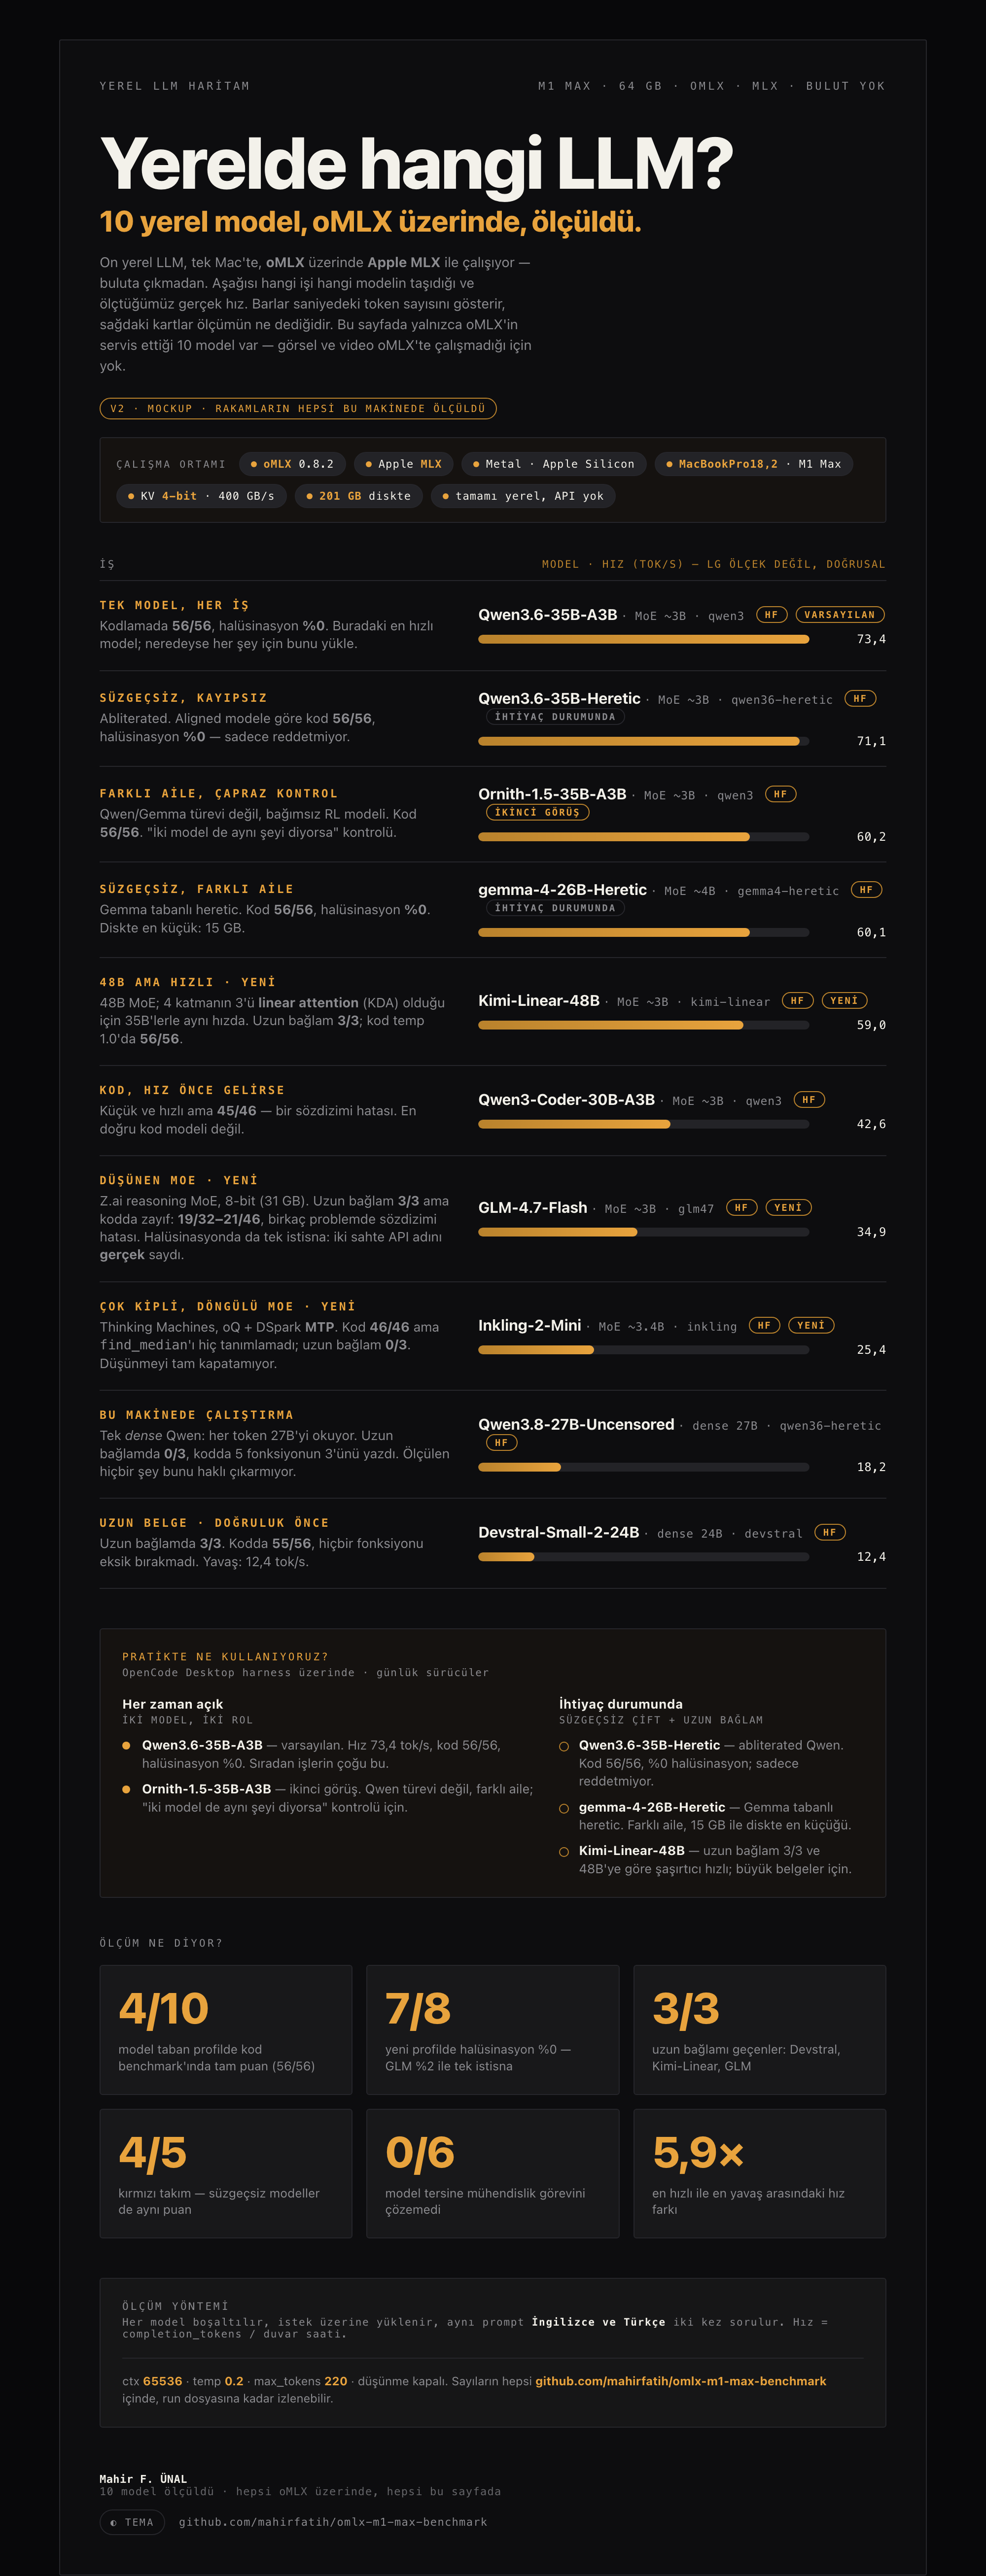 YEREL LLM HARİTAM
M1 MAX · 64 GB · OMLX · MLX · BULUT YOK
Yerelde hangi LLM?
10 yerel model, oMLX üzerinde, ölçüldü.
On yerel LLM, tek Mac'te, oMLX üzerinde Apple MLX ile çalışıyor —
buluta çıkmadan. Aşağısı hangi işi hangi modelin taşıdığı ve
ölçtüğümüz gerçek hız. Barlar saniyedeki token sayısını gösterir,
sağdaki kartlar ölçümün ne dediğidir. Bu sayfada yalnızca oMLX'in
servis ettiği 10 model var — görsel ve video oMLX'te çalışmadığı için
yok.
V2 · MOCKUP · RAKAMLARIN HEPSİ BU MAKİNEDE ÖLÇÜLDÜ
ÇALIŞMA ORTAMI
oMLX 0.8.2
Apple MLX
Metal · Apple Silicon
MacBookPro18,2 · M1 Max
KV 4-bit · 400 GB/s
201 GB diskte
tamamı yerel, API yok
İŞ
MODEL · HIZ (TOK/S) — LG ÖLÇEK DEĞİL, DOĞRUSAL
TEK MODEL, HER İŞ
Kodlamada 56/56, halüsinasyon %0. Buradaki en hızlı
model; neredeyse her şey için bunu yükle.
Qwen3.6-35B-A3B · MoE ~3B · qwen3 HF VARSAYILAN
73,4
SÜZGEÇSİZ, KAYIPSIZ
Abliterated. Aligned modele göre kod 56/56,
halüsinasyon %0 — sadece reddetmiyor.
Qwen3.6-35B-Heretic · MoE ~3B · qwen36-heretic HF
İHTİYAÇ DURUMUNDA
71,1
FARKLI AİLE, ÇAPRAZ KONTROL
Qwen/Gemma türevi değil, bağımsız RL modeli. Kod
56/56. "İki model de aynı şeyi diyorsa" kontrolü.
Ornith-1.5-35B-A3B · MoE ~3B · qwen3 HF
İKİNCİ GÖRÜŞ
60,2
SÜZGEÇSİZ, FARKLI AİLE
Gemma tabanlı heretic. Kod 56/56, halüsinasyon %0.
Diskte en küçük: 15 GB.
gemma-4-26B-Heretic · MoE ~4B · gemma4-heretic HF
İHTİYAÇ DURUMUNDA
60,1
48B AMA HIZLI · YENİ
48B MoE; 4 katmanın 3'ü linear attention (KDA) olduğu
için 35B'lerle aynı hızda. Uzun bağlam 3/3; kod temp
1.0'da 56/56.
Kimi-Linear-48B · MoE ~3B · kimi-linear HF YENİ
59,0
KOD, HIZ ÖNCE GELİRSE
Küçük ve hızlı ama 45/46 — bir sözdizimi hatası. En
doğru kod modeli değil.
Qwen3-Coder-30B-A3B · MoE ~3B · qwen3 HF
42,6
DÜŞÜNEN MOE · YENİ
Z.ai reasoning MoE, 8-bit (31 GB). Uzun bağlam 3/3 ama
kodda zayıf: 19/32–21/46, birkaç problemde sözdizimi
hatası. Halüsinasyonda da tek istisna: iki sahte API adını
gerçek saydı.
GLM-4.7-Flash · MoE ~3B · glm47 HF YENİ
34,9
ÇOK KİPLİ, DÖNGÜLÜ MOE · YENİ
Thinking Machines, oQ + DSpark MTP. Kod 46/46 ama
find_median'ı hiç tanımlamadı; uzun bağlam 0/3.
Düşünmeyi tam kapatamıyor.
Inkling-2-Mini · MoE ~3.4B · inkling HF YENİ
25,4
BU MAKİNEDE ÇALIŞTIRMA
Tek dense Qwen: her token 27B'yi okuyor. Uzun
bağlamda 0/3, kodda 5 fonksiyonun 3'ünü yazdı. Ölçülen
hiçbir şey bunu haklı çıkarmıyor.
Qwen3.8-27B-Uncensored · dense 27B · qwen36-heretic
HF
18,2
UZUN BELGE · DOĞRULUK ÖNCE
Uzun bağlamda 3/3. Kodda 55/56, hiçbir fonksiyonu
eksik bırakmadı. Yavaş: 12,4 tok/s.
Devstral-Small-2-24B · dense 24B · devstral HF
12,4
PRATİKTE NE KULLANIYORUZ?
OpenCode Desktop harness üzerinde · günlük sürücüler
Her zaman açık
İKİ MODEL, İKİ ROL
Qwen3.6-35B-A3B — varsayılan. Hız 73,4 tok/s, kod 56/56,
halüsinasyon %0. Sıradan işlerin çoğu bu.
Ornith-1.5-35B-A3B — ikinci görüş. Qwen türevi değil, farklı aile;
"iki model de aynı şeyi diyorsa" kontrolü için.
İhtiyaç durumunda
SÜZGEÇSİZ ÇİFT + UZUN BAĞLAM
Qwen3.6-35B-Heretic — abliterated Qwen.
Kod 56/56, %0 halüsinasyon; sadece
reddetmiyor.
gemma-4-26B-Heretic — Gemma tabanlı
heretic. Farklı aile, 15 GB ile diskte en küçüğü.
Kimi-Linear-48B — uzun bağlam 3/3 ve
48B'ye göre şaşırtıcı hızlı; büyük belgeler için.
ÖLÇÜM NE DİYOR?
4/10
model taban profilde kod
benchmark'ında tam puan (56/56)
7/8
yeni profilde halüsinasyon %0 —
GLM %2 ile tek istisna
3/3
uzun bağlamı geçenler: Devstral,
Kimi-Linear, GLM
4/5
kırmızı takım — süzgeçsiz modeller
de aynı puan
0/6
model tersine mühendislik görevini
çözemedi
5,9×
en hızlı ile en yavaş arasındaki hız
farkı
ÖLÇÜM YÖNTEMİ
Her model boşaltılır, istek üzerine yüklenir, aynı prompt İngilizce ve Türkçe iki kez sorulur. Hız =
completion_tokens / duvar saati.
ctx 65536 · temp 0.2 · max_tokens 220 · düşünme kapalı. Sayıların hepsi github.com/mahirfatih/omlx-m1-max-benchmark
içinde, run dosyasına kadar izlenebilir.
Mahir F. ÜNAL
10 model ölçüldü · hepsi oMLX üzerinde, hepsi bu sayfada
◐ TEMA
github.com/mahirfatih/omlx-m1-max-benchmark